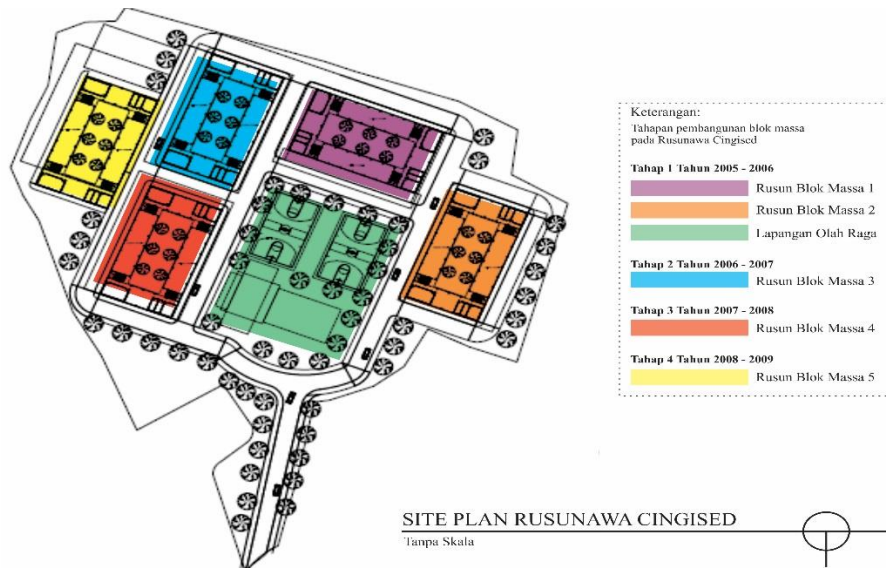 Keterangan:
Tahapan pembangunan blok massa
pada Rusunawa Cingised
Tahap 1 Tahun 2005 - 2006
Rusun Blok Massa 1
Rusun Blok Massa 2
Lapangan Olah Raga
Tahap 2 Tahun 2006 - 2007
Rusun Blok Massa 3
Tahap 3 Tahun 2007 - 2008
Rusun Blok Massa 4
Tahap 4 Tahun 2008 - 2009
Rusun Blok Massa 5
SITE PLAN RUSUNAWA CINGISED
Tanpa Skala